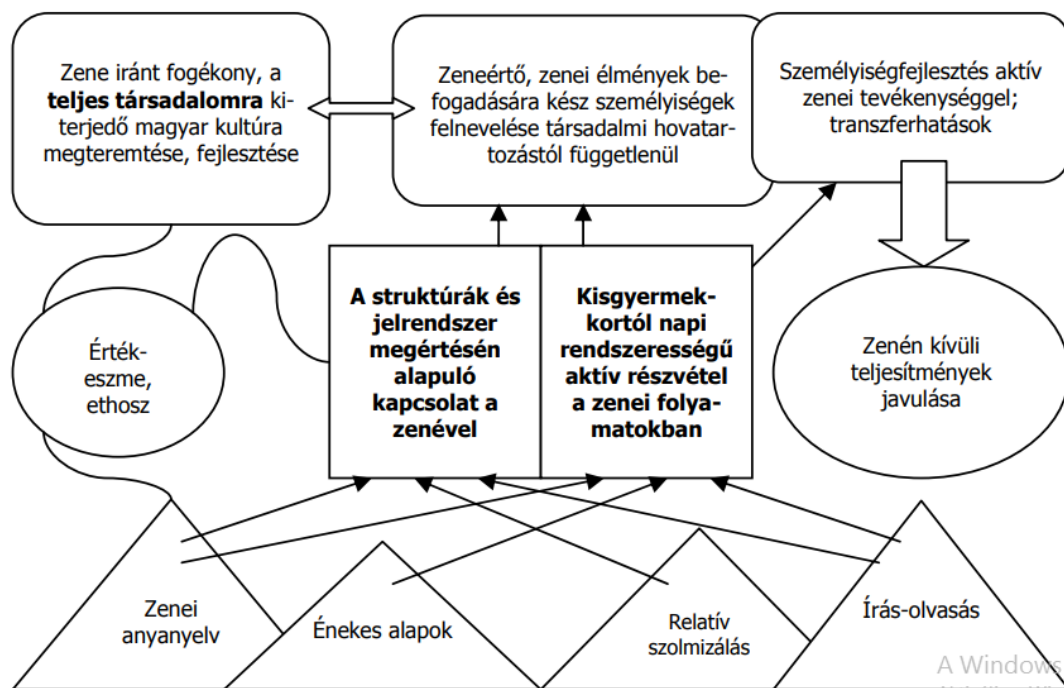 Zene iránt fogékony, a
teljes társadalomra ki-
terjedő magyar kultúra
megteremtése, fejlesztése
Zeneértő, zenei élmények be-
fogadására kész személyiségek
felnevelése társadalmi hovatar-
tozástól függetlenül
Személyiségfejlesztés aktív
zenei tevékenységgel;
transzferhatások
Érték-
eszme,
ethosz
A struktúrák és
jelrendszer
megértésén
alapuló
kapcsolat a
zenével
Kisgyermek-
kortól napi
rendszerességű
aktív részvétel
a zenei folya-
matokban
Zenén kívüli
teljesítmények
javulása
Zenei
anyanyelv
Énekes alapok
Relatív
szolmizálás
Írás-olvasás
A Windows